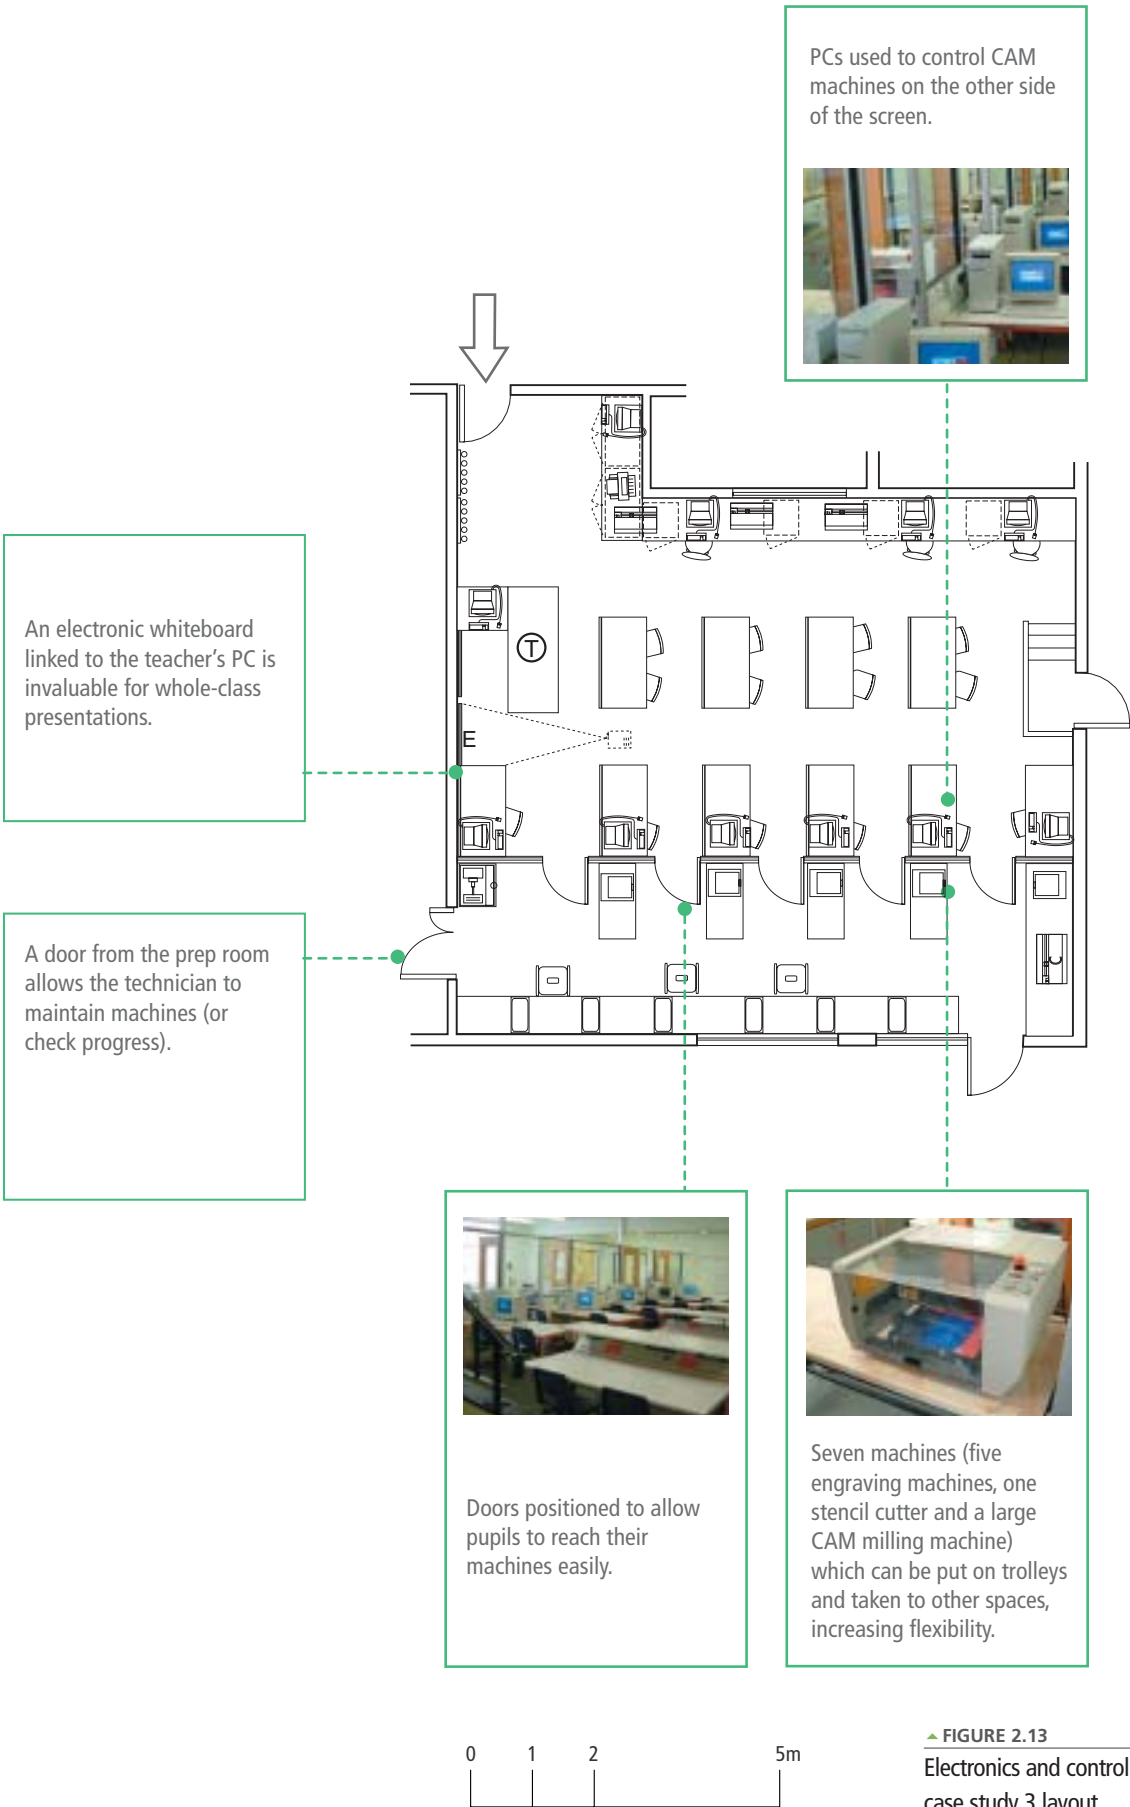 PCs used to control CAM
machines on the other side
of the screen.
An electronic whiteboard
linked to the teacher's PC is
invaluable for whole-class
presentations.
T
E
A door from the prep room
allows the technician to
maintain machines (or
check progress).
Doors positioned to allow
pupils to reach their
machines easily.
Seven machines (five
engraving machines, one
stencil cutter and a large
CAM milling machine)
which can be put on trolleys
and taken to other spaces,
increasing flexibility.
0 1 2 5m
FIGURE 2.13
Electronics and control
case study 3 layout